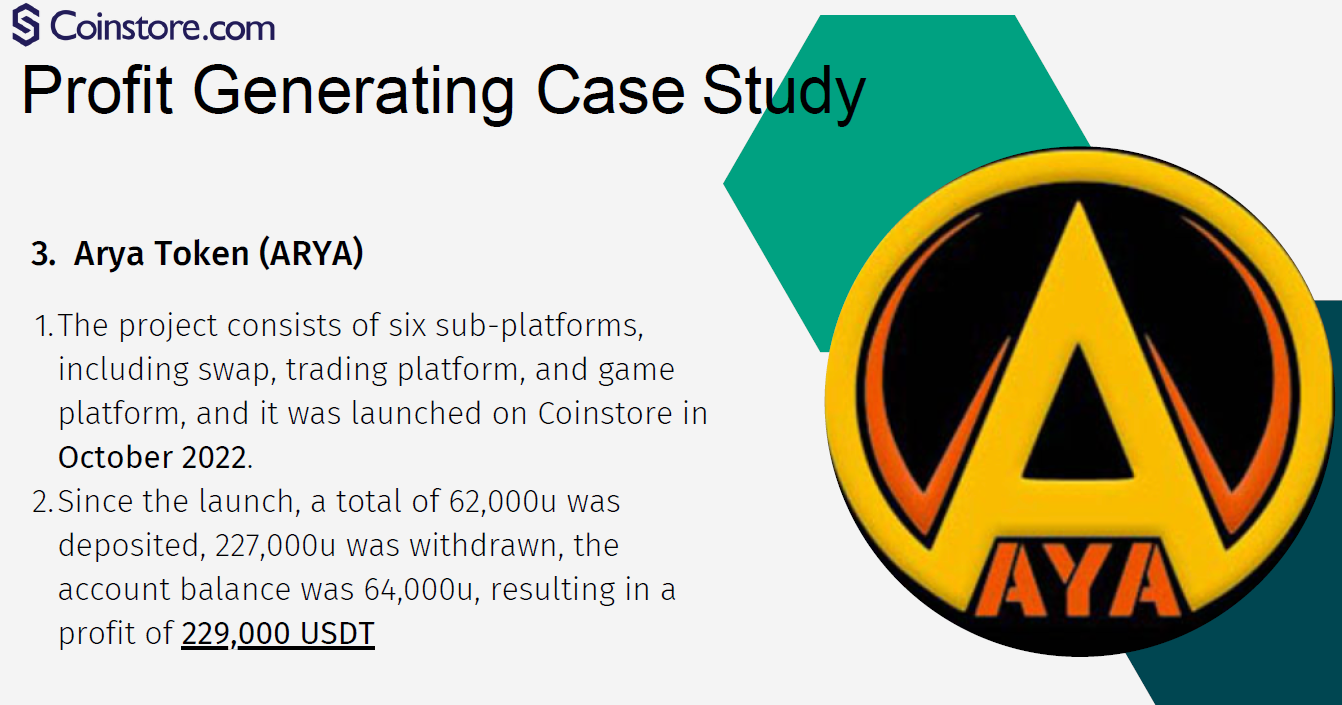 Coinstore.com
Profit Generating Case Study
3. Arya Token (ARYA)
1. The project consists of six sub-platforms,
including swap, trading platform, and game
platform, and it was launched on Coinstore in
October 2022.
2. Since the launch, a total of 62,000u was
deposited, 227,000u was withdrawn, the
account balance was 64,000u, resulting in a
profit of 229,000 USDT
AYA